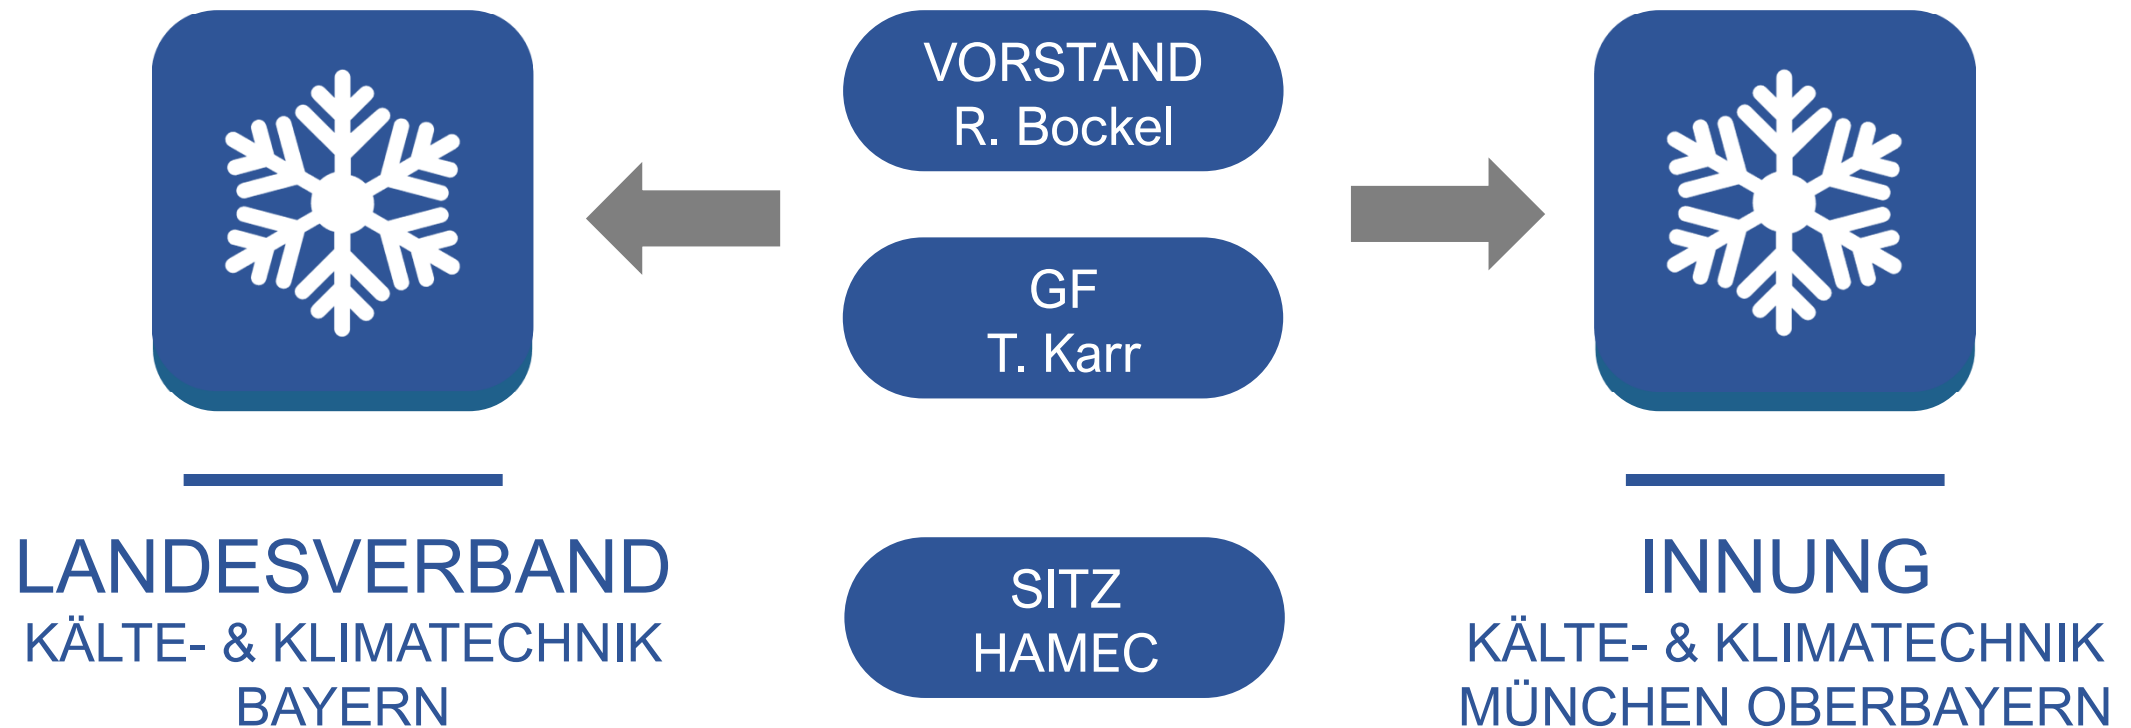 VORSTAND
R. Bockel
GF
T. Karr
SITZ
HAMEC
LANDESVERBAND
KÄLTE- & KLIMATECHNIK
BAYERN
INNUNG
KÄLTE- & KLIMATECHNIK
MÜNCHEN OBERBAYERN